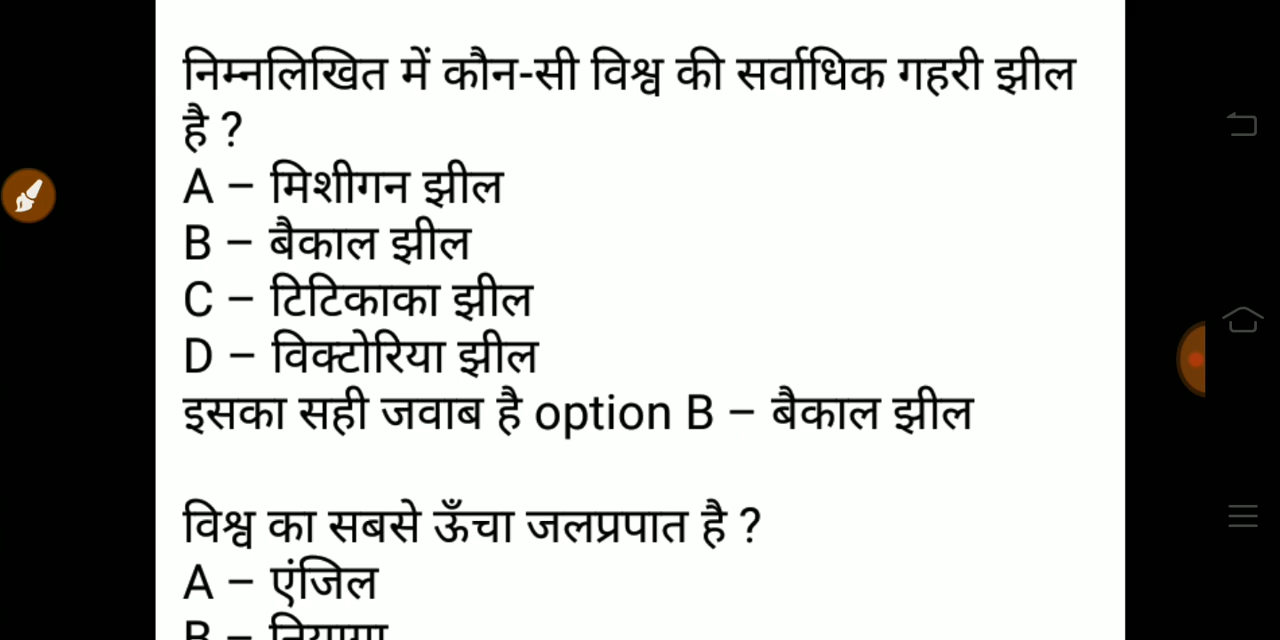 निम्नलिखित में कौन-सी विश्व की सर्वाधिक गहरी झील
है ?
A – मिशीगन झील
B – बैकाल झील
C – टिटिकाका झील
D – विक्टोरिया झील
इसका सही जवाब है option B – बैकाल झील
विश्व का सबसे ऊँचा जलप्रपात है ?
A – एंजिल
B –